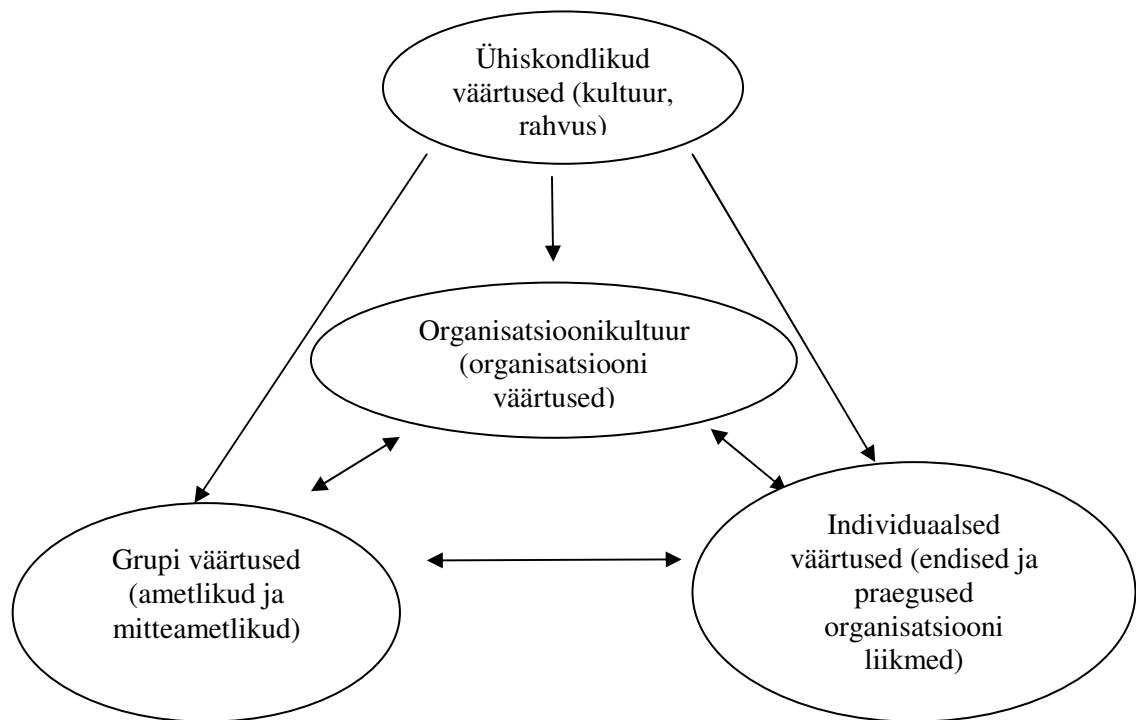 Ühiskondlikud
väärtused (kultuur,
rahvus)
Organisatsioonikultuur
(organisatsiooni
väärtused)
Grupi väärtused
(ametlikud ja
mitteametlikud)
Individuaalsed
väärtused (endised ja
praegused
organisatsiooni
liikmed)